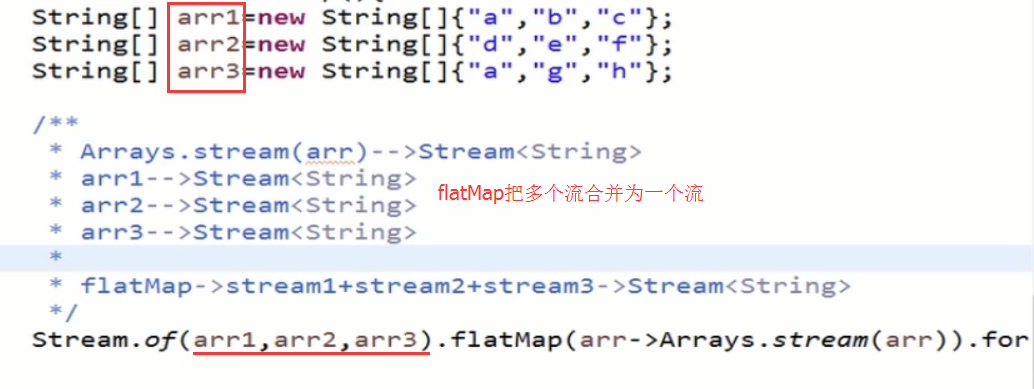 String[] arr1=new String[]{"a","b","c"};
String[] arr2=new String[]{"d","e","f"};
String[] arr3=new String[]{"a","g","h"};
/**
* Arrays.stream(arr)-->Stream<String>
* arr1-->Stream<String>
* arr2-->Stream<String>
flatMap把多个流合并为一个流
* arr3-->Stream<String>
*
* flatMap->stream1+stream2+stream3->Stream<String>
*/
Stream.of(arr1,arr2,arr3).flatMap(arr->Arrays.stream(arr)).for